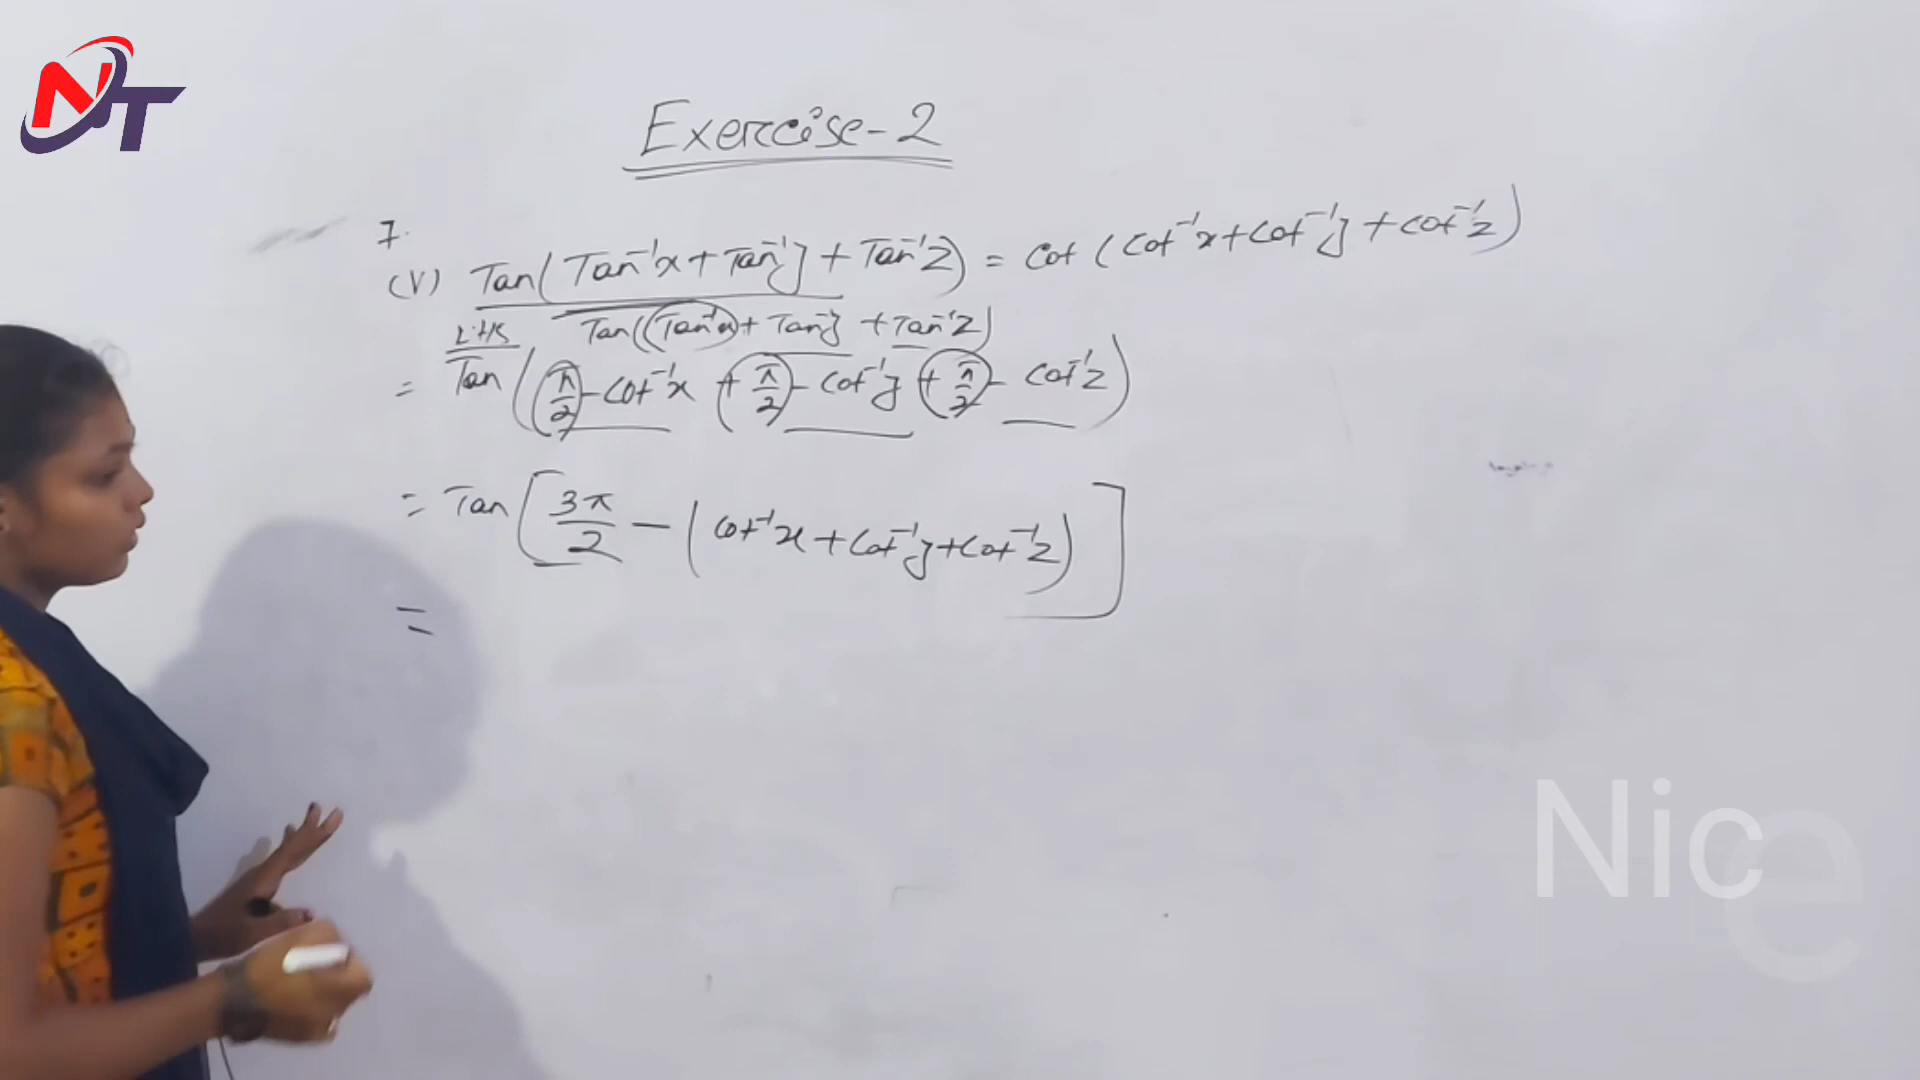 NT
Exercise-2
7.
(V) Tan(Tan⁻¹x + Tan⁻¹y + Tan⁻¹z) = Cot (Cot⁻¹x + Cot⁻¹y + Cot⁻¹z)
L.H.S Tan(Tan⁻¹x + Tan⁻¹y + Tan⁻¹z)
= Tan (π/2 - Cot⁻¹x + π/2 - Cot⁻¹y + π/2 - Cot⁻¹z)
= Tan [3π/2 - (Cot⁻¹x + Cot⁻¹y + Cot⁻¹z)]
=
Nice